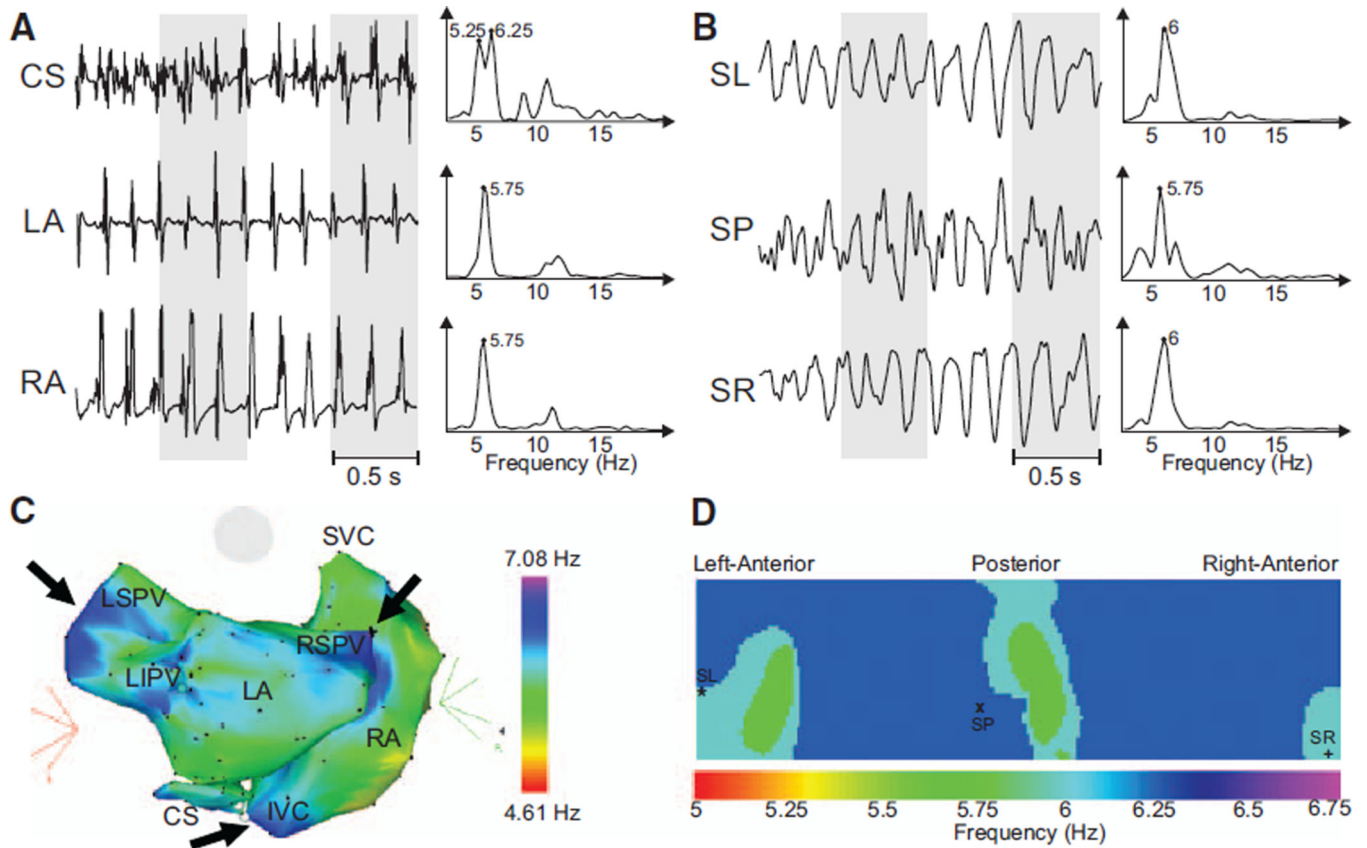 A
CS
5.25 6.25
5 10 15
LA
5.75
5 10 15
RA
5.75
5 10 15
Frequency (Hz)
0.5 s
B
SL
6
5 10 15
SP
5.75
5 10 15
SR
6
5 10 15
Frequency (Hz)
0.5 s
C
SVC
LSPV
RSPV
LIPV
LA
RA
CS
IVC
7.08 Hz
4.61 Hz
D
Left-Anterior Posterior Right-Anterior
SL
SP
SR
5 5.25 5.5 5.75 6 6.25 6.5 6.75
Frequency (Hz)